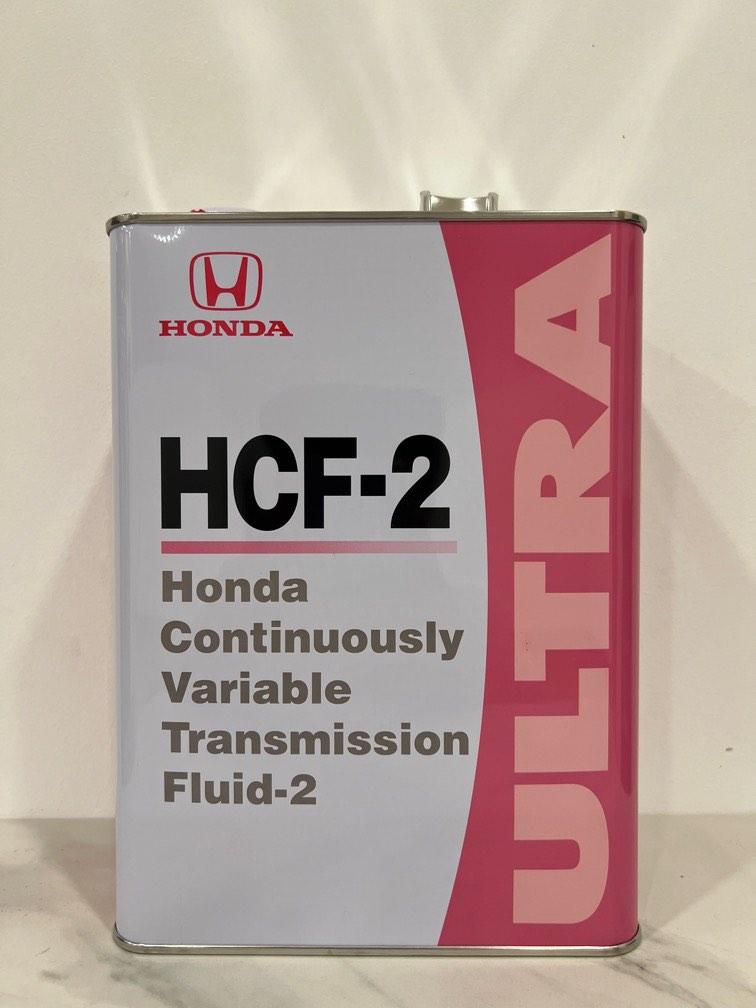 HONDA
HCF-2
Honda
Continuously
Variable
Transmission
Fluid-2
ULTRA